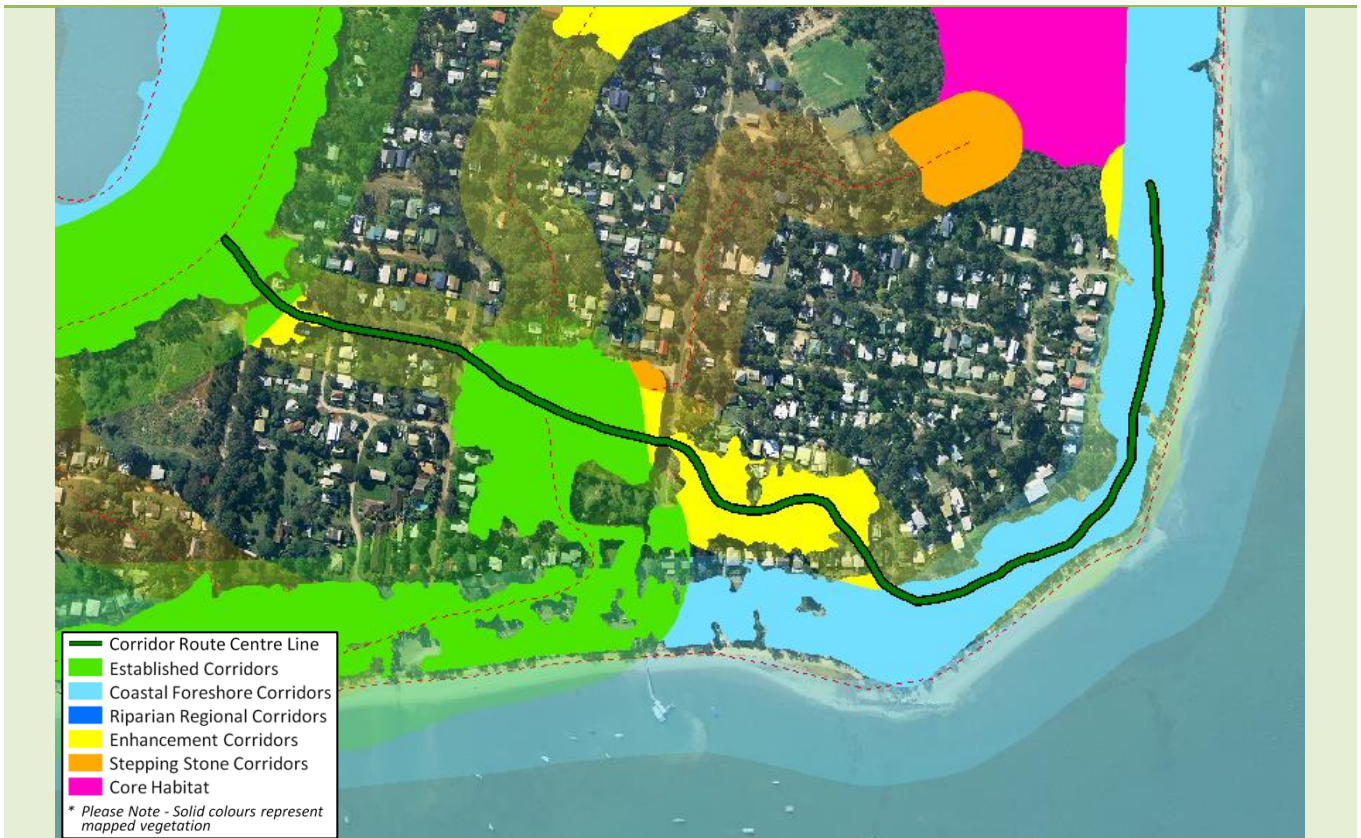 Corridor Route Centre Line
Established Corridors
Coastal Foreshore Corridors
Riparian Regional Corridors
Enhancement Corridors
Stepping Stone Corridors
Core Habitat
* Please Note - Solid colours represent
mapped vegetation